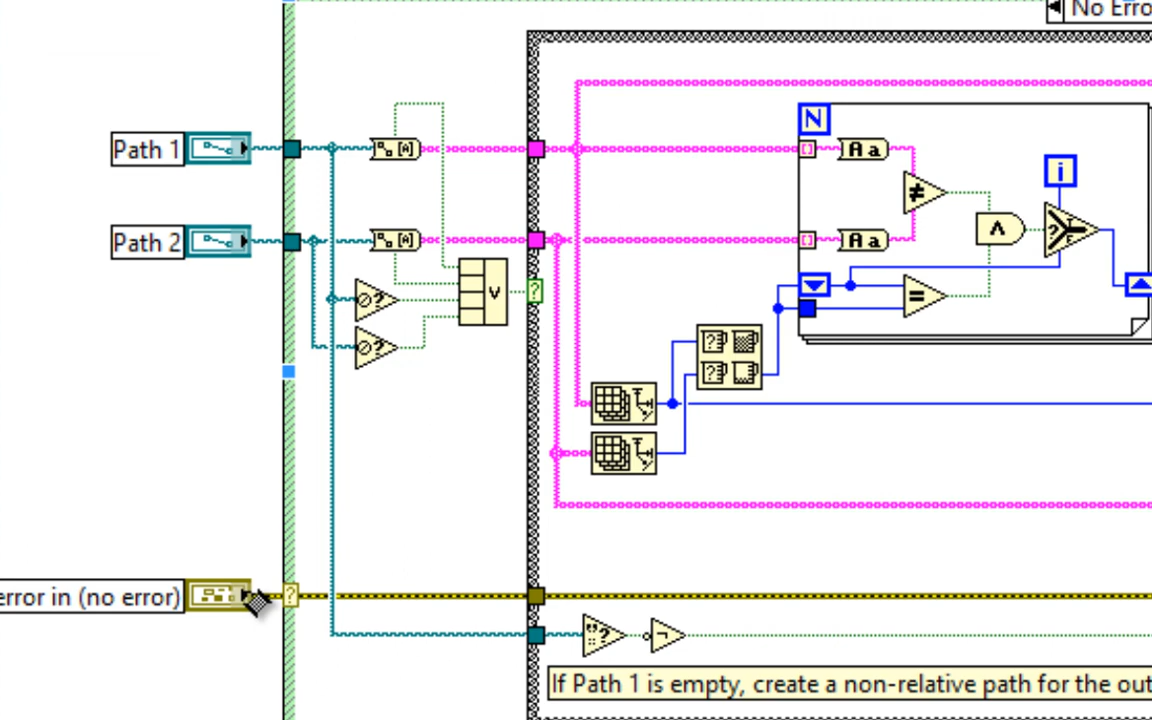 No Erro
Path 1
N
A a
i
Path 2
A a
error in (no error)
If Path 1 is empty, create a non-relative path for the out